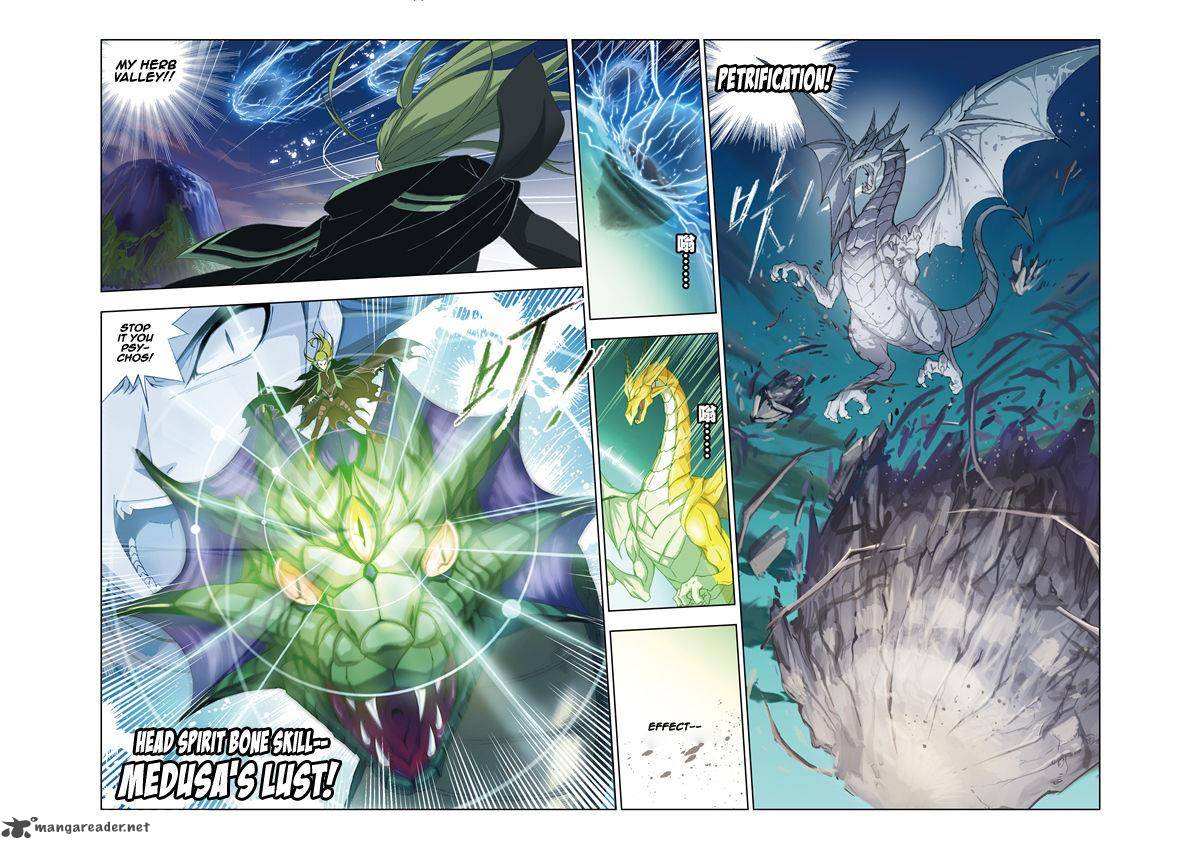 MY HERB
VALLEY!!
STOP
IT YOU
PSY-
CHOS!
HEAD SPIRIT BONE SKILL--
MEDUSA'S LUST!
嗡……
嗡……
EFFECT--
PETRIFICATION!
mangareader.net